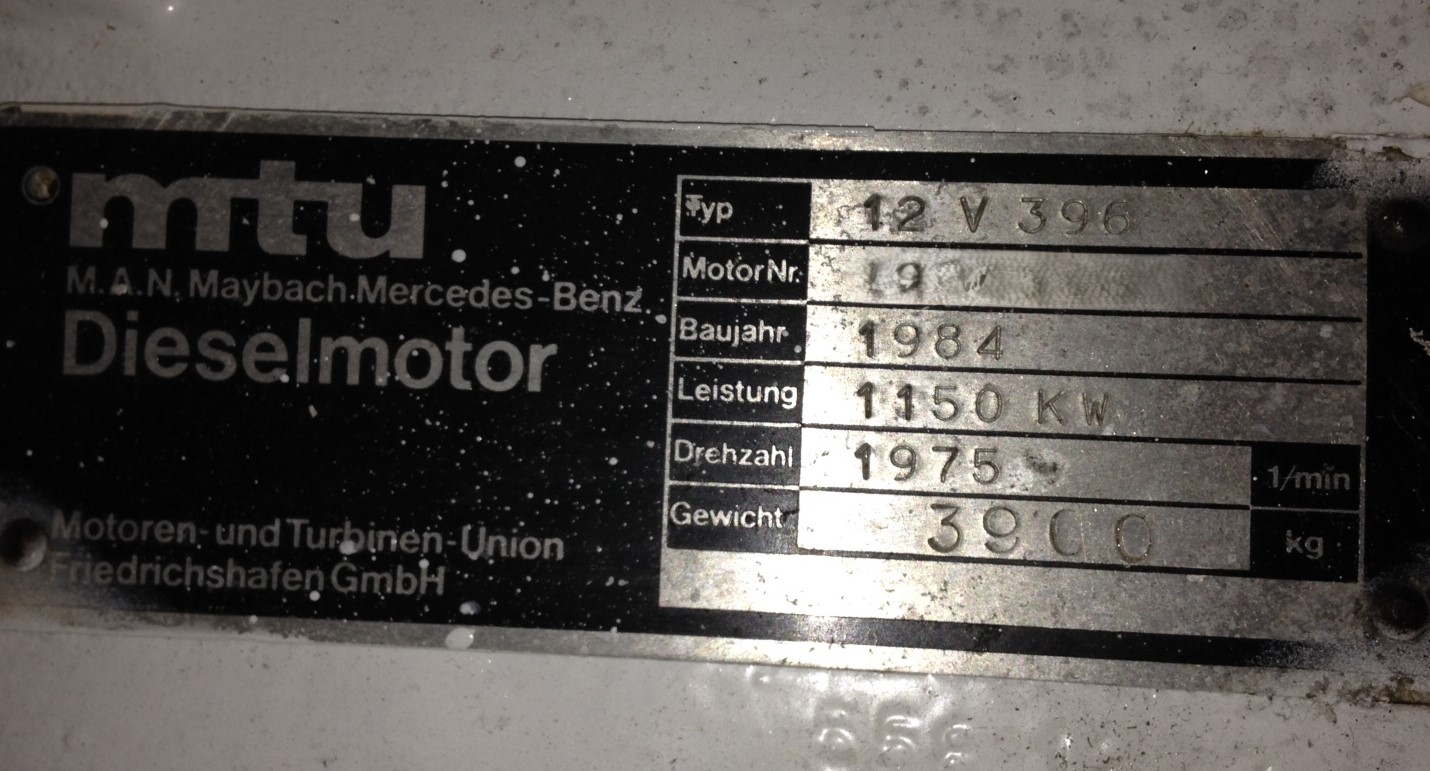 mtu
M.A.N. Maybach.Mercedes-Benz
Dieselmotor
Motoren- und Turbinen-Union
Friedrichshafen GmbH
Typ 12 V 396
Motor Nr.
Baujahr 1984
Leistung 1150 KW
Drehzahl 1975 1/min
Gewicht 3900 kg